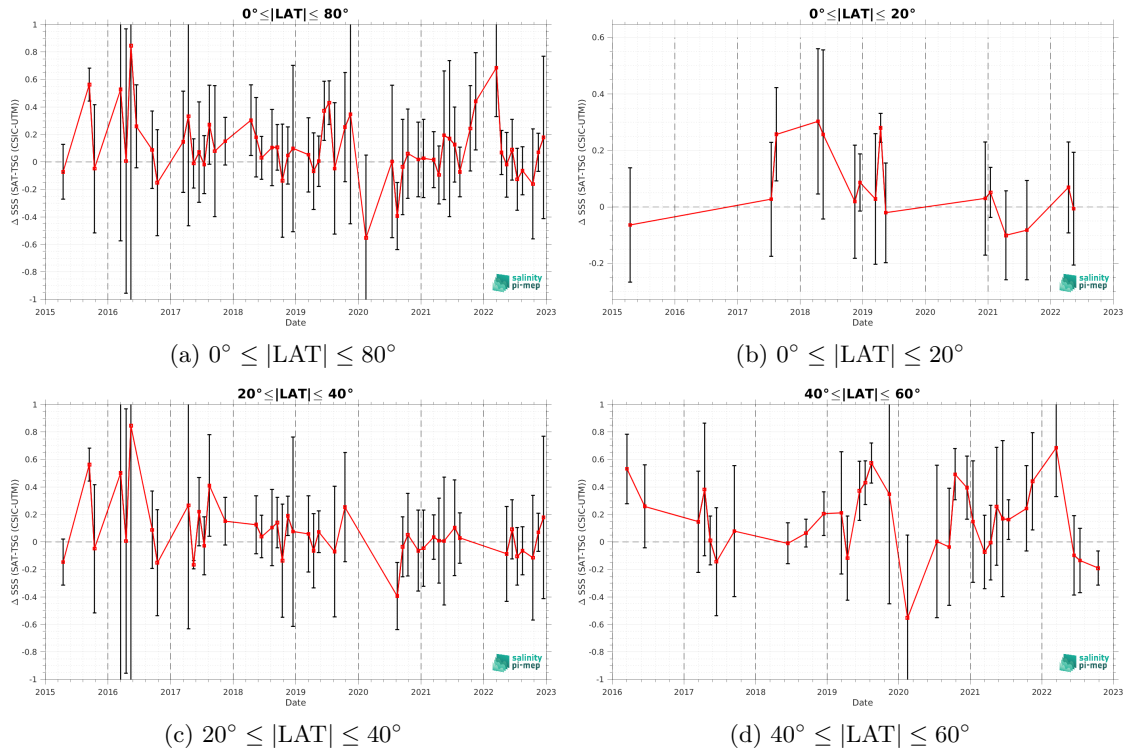 0°≤|LAT|≤ 80°
Δ SSS (SAT-TSG (CSIC-UTM))
1
0.8
0.6
0.4
0.2
0
-0.2
-0.4
-0.6
-0.8
-1
2015 2016 2017 2018 2019 2020 2021 2022 2023
Date
salinity
pi-mep
(a) 0° ≤ |LAT| ≤ 80°
0°≤|LAT|≤ 20°
Δ SSS (SAT-TSG (CSIC-UTM))
0.6
0.4
0.2
0
-0.2
2015 2016 2017 2018 2019 2020 2021 2022 2023
Date
salinity
pi-mep
(b) 0° ≤ |LAT| ≤ 20°
20°≤|LAT|≤ 40°
Δ SSS (SAT-TSG (CSIC-UTM))
1
0.8
0.6
0.4
0.2
0
-0.2
-0.4
-0.6
-0.8
-1
2015 2016 2017 2018 2019 2020 2021 2022 2023
Date
salinity
pi-mep
(c) 20° ≤ |LAT| ≤ 40°
40°≤|LAT|≤ 60°
Δ SSS (SAT-TSG (CSIC-UTM))
1
0.8
0.6
0.4
0.2
0
-0.2
-0.4
-0.6
-0.8
-1
2016 2017 2018 2019 2020 2021 2022 2023
Date
salinity
pi-mep
(d) 40° ≤ |LAT| ≤ 60°